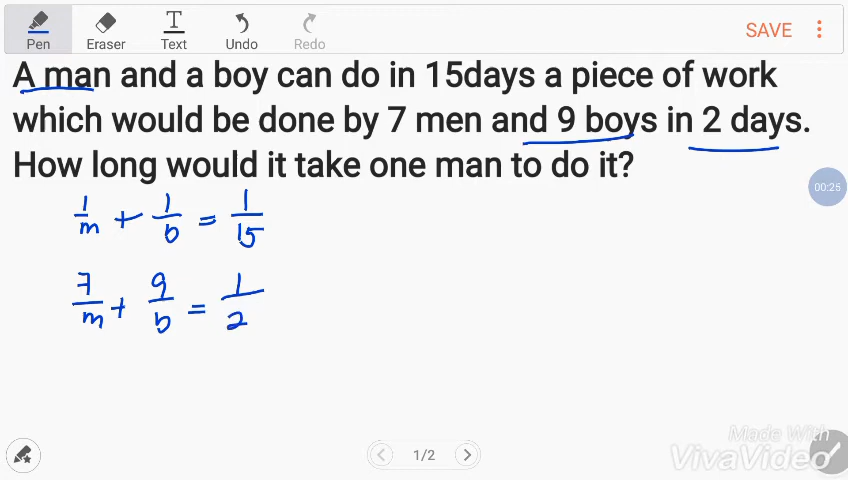 Pen Eraser Text Undo Redo SAVE
A man and a boy can do in 15days a piece of work
which would be done by 7 men and 9 boys in 2 days.
How long would it take one man to do it?
00:25
1/m + 1/b = 1/15
7/m + 9/b = 1/2
1/2
Made With
VivaVideo